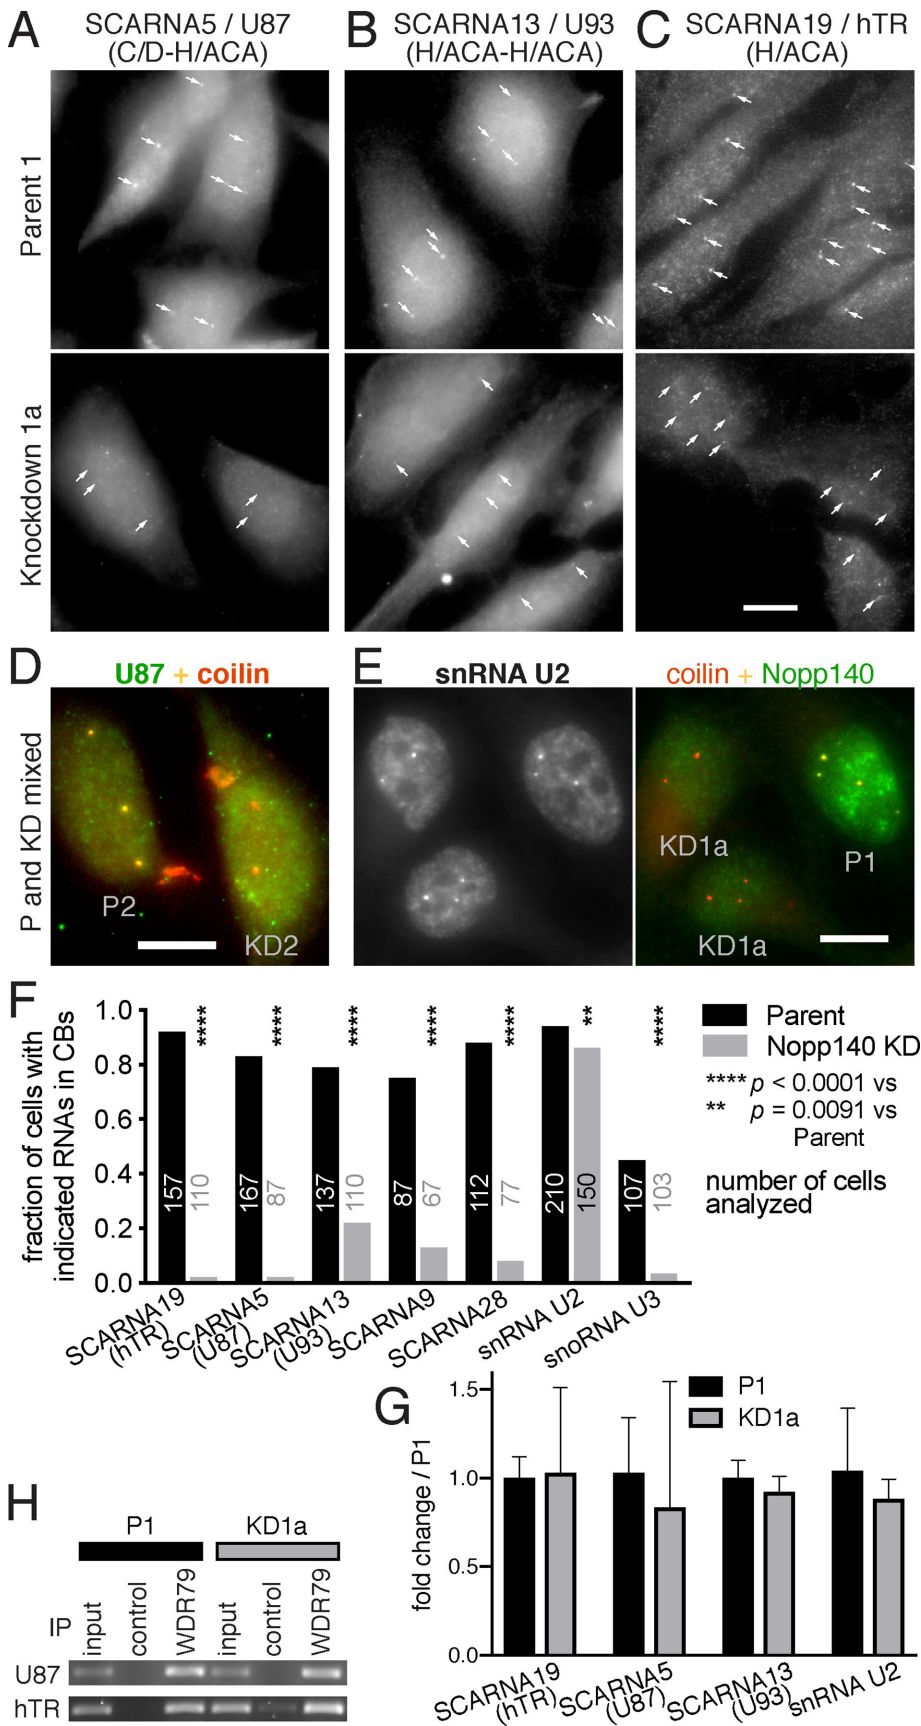 A SCARNA5 / U87 B SCARNA13 / U93 C SCARNA19 / hTR
(C/D-H/ACA) (H/ACA-H/ACA) (H/ACA)
Parent 1
Knockdown 1a
D U87 + coilin E snRNA U2 coilin + Nopp140
P and KD mixed
P2
KD2
KD1a
P1
KD1a
F
fraction of cells with
indicated RNAs in CBs
1.0
0.8
0.6
0.4
0.2
0.0
**** **** **** **** **** ** ****
157 110 167 87 137 110 87 67 112 77 210 150 107 103
SCARNA19
(hTR)
SCARNA5
(U87)
SCARNA13
(U93)
SCARNA9
SCARNA28
snRNA U2
snoRNA U3
Parent
Nopp140 KD
**** p < 0.0001 vs
** p = 0.0091 vs
Parent
number of cells
analyzed
G
fold change / P1
1.5
1.0
0.5
0.0
P1
KD1a
SCARNA19
(hTR)
SCARNA5
(U87)
SCARNA13
(U93)
snRNA U2
H
P1 KD1a
IP input control WDR79 input control WDR79
U87
hTR